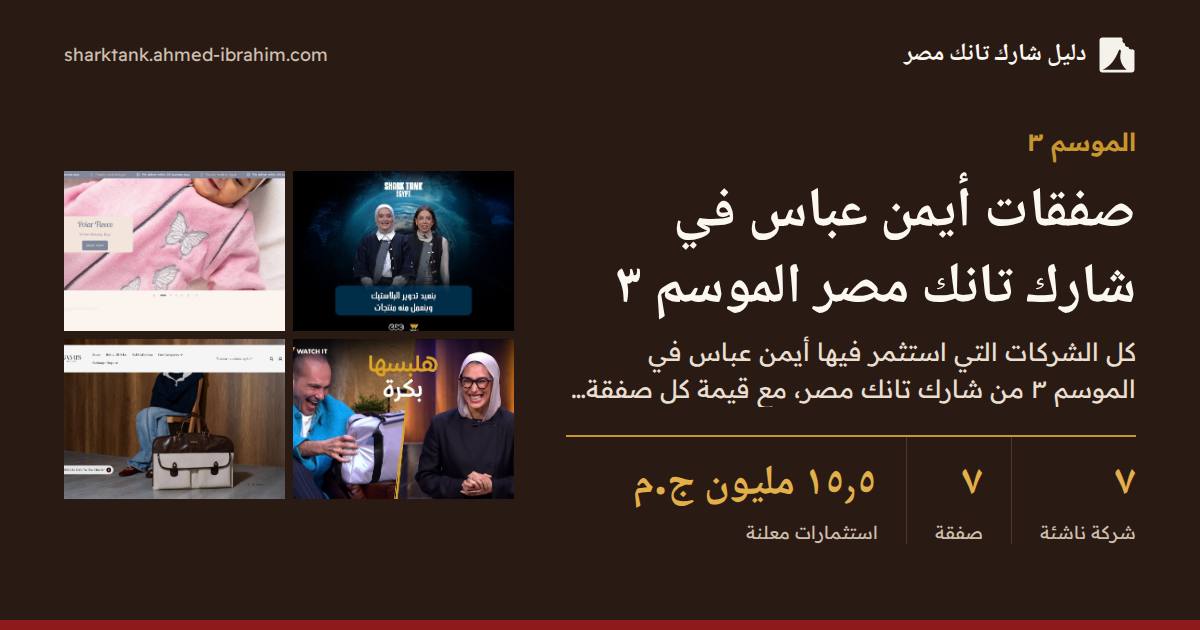 دليل شارك تانك مصر
sharktank.ahmed-ibrahim.com
الموسم ٣
صفقات أيمن عباس في
شارك تانك مصر الموسم ٣
كل الشركات التي استثمر فيها أيمن عباس في
الموسم ٣ من شارك تانك مصر، مع قيمة كل صفقة...
٧
شركة ناشئة
٧
صفقة
١٥٫٥ مليون ج.م
استثمارات معلنة
SHARK TANK
EGYPT
بنعيد تدوير البلاستيك
وبنعمل منه منتجات
Polar Fleece
WATCH IT
هلبسها
بكرة